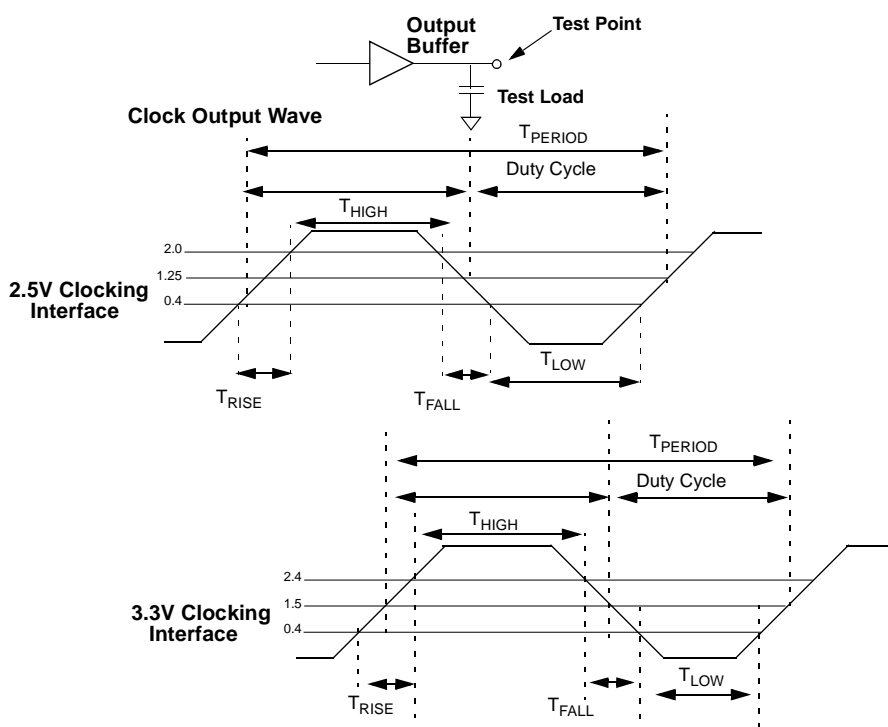 Output
Buffer
Test Point
Test Load
Clock Output Wave
TPERIOD
Duty Cycle
THIGH
2.0
1.25
0.4
2.5V Clocking
Interface
TLOW
TRISE
TFALL
TPERIOD
Duty Cycle
THIGH
2.4
1.5
0.4
3.3V Clocking
Interface
TLOW
TRISE
TFALL